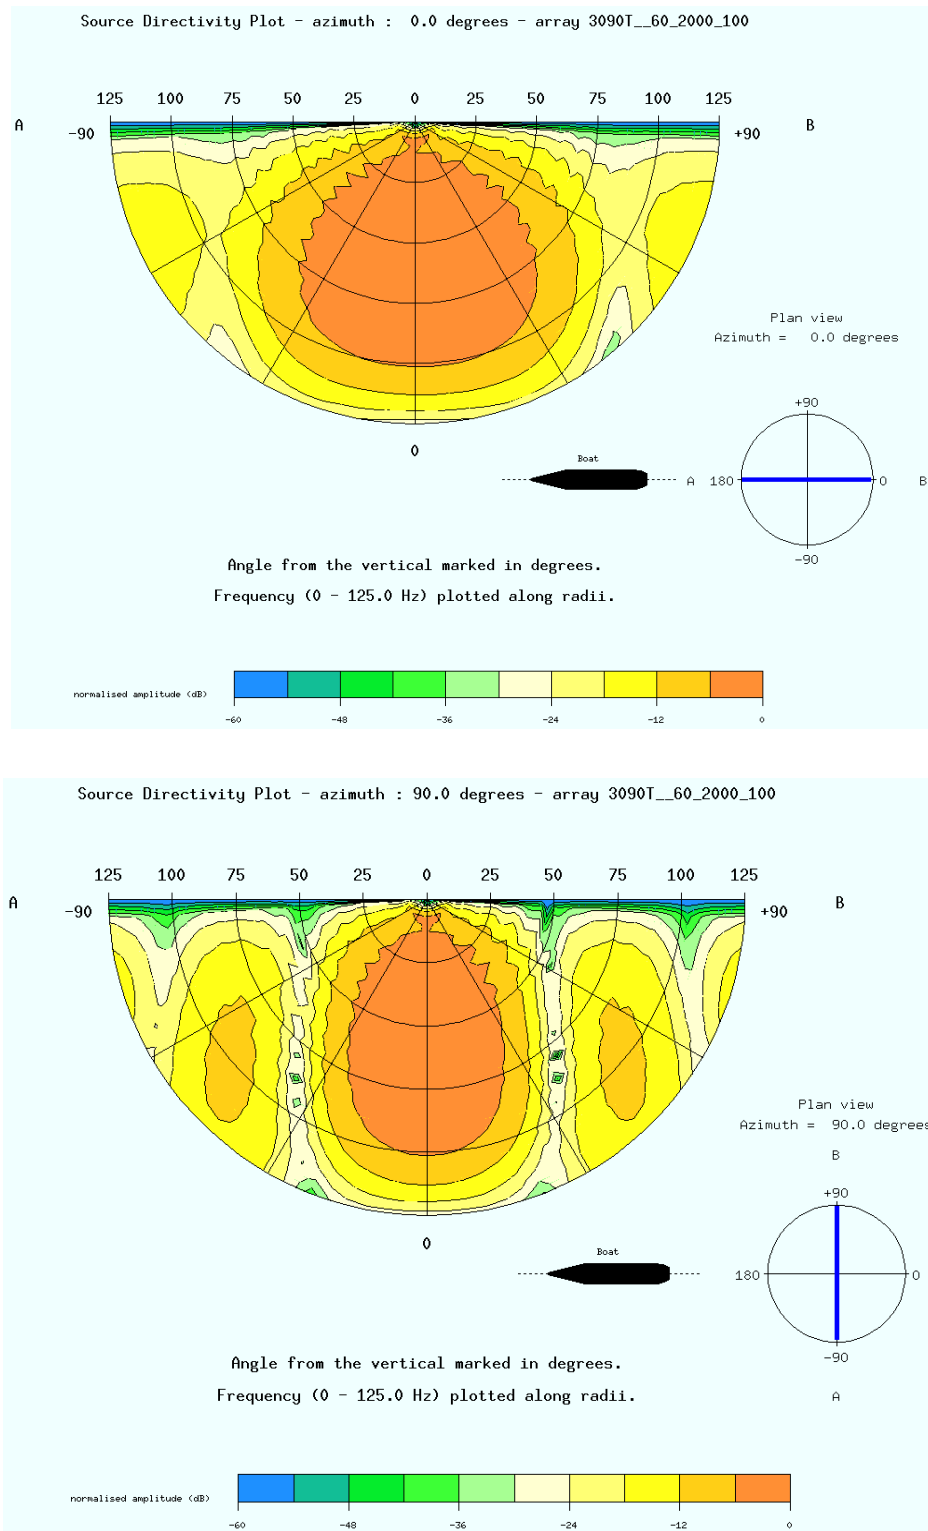 Source Directivity Plot - azimuth :  0.0 degrees - array 3090T__60_2000_100
125 100 75 50 25 0 25 50 75 100 125
A -90 +90 B
Plan view
Azimuth =   0.0 degrees
+90
0
Boat
A 180 0 B
-90
Angle from the vertical marked in degrees.
Frequency (0 - 125.0 Hz) plotted along radii.
normalised amplitude (dB)
-60 -48 -36 -24 -12 0
Source Directivity Plot - azimuth : 90.0 degrees - array 3090T__60_2000_100
125 100 75 50 25 0 25 50 75 100 125
A -90 +90 B
Plan view
Azimuth =  90.0 degrees
B
+90
0
Boat
180 0
-90
Angle from the vertical marked in degrees.
Frequency (0 - 125.0 Hz) plotted along radii.
A
normalised amplitude (dB)
-60 -48 -36 -24 -12 0